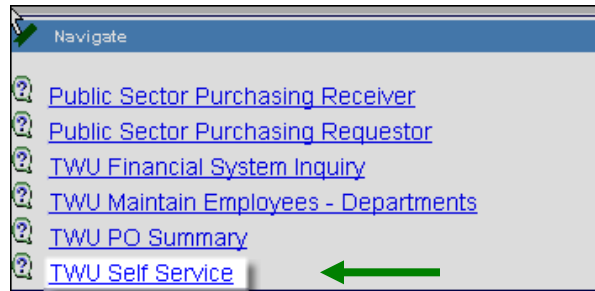 Navigate
Public Sector Purchasing Receiver
Public Sector Purchasing Requestor
TWU Financial System Inquiry
TWU Maintain Employees - Departments
TWU PO Summary
TWU Self Service